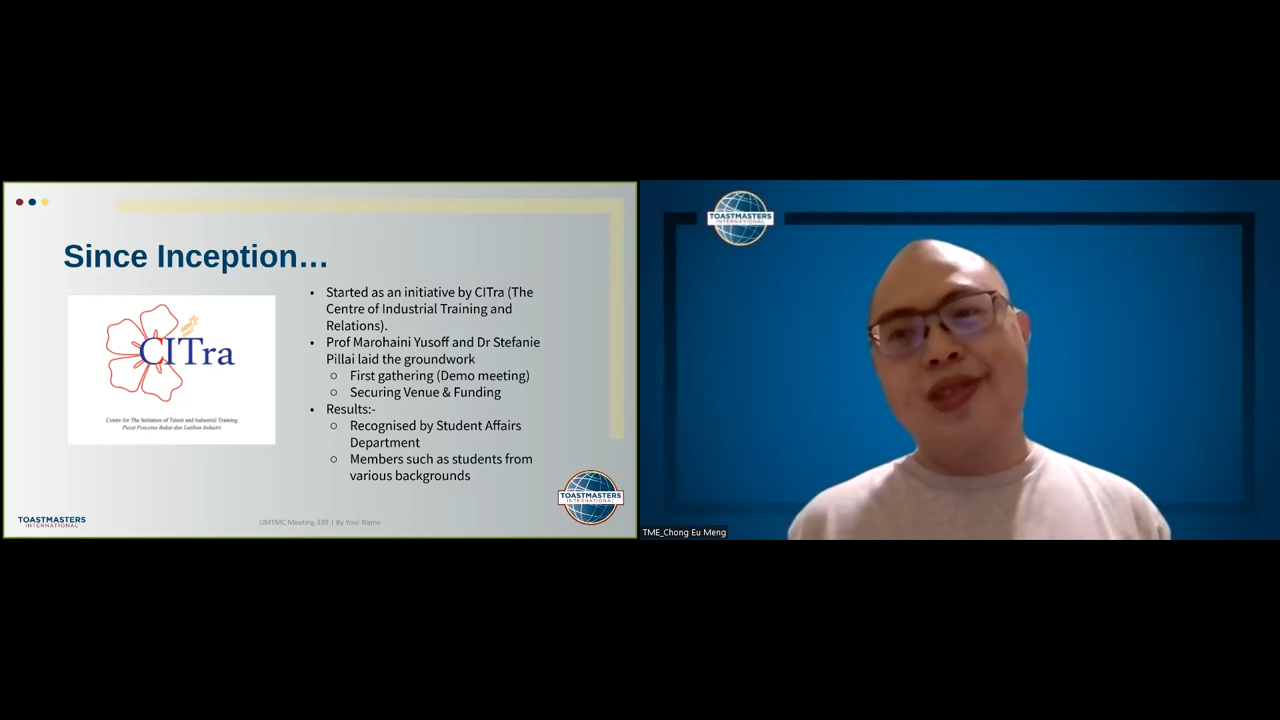 Since Inception…
CITra
Centre for The Initiation of Talent and Industrial Training
Pusat Pencetus Bakat dan Latihan Industri
• Started as an initiative by CITra (The
Centre of Industrial Training and
Relations).
• Prof Marohaini Yusoff and Dr Stefanie
Pillai laid the groundwork
○ First gathering (Demo meeting)
○ Securing Venue & Funding
• Results:-
○ Recognised by Student Affairs
Department
○ Members such as students from
various backgrounds
TOASTMASTERS
INTERNATIONAL
UMTMC Meeting 339 | By Your Name
TOASTMASTERS
INTERNATIONAL
TOASTMASTERS
INTERNATIONAL
TME_Chong Eu Meng